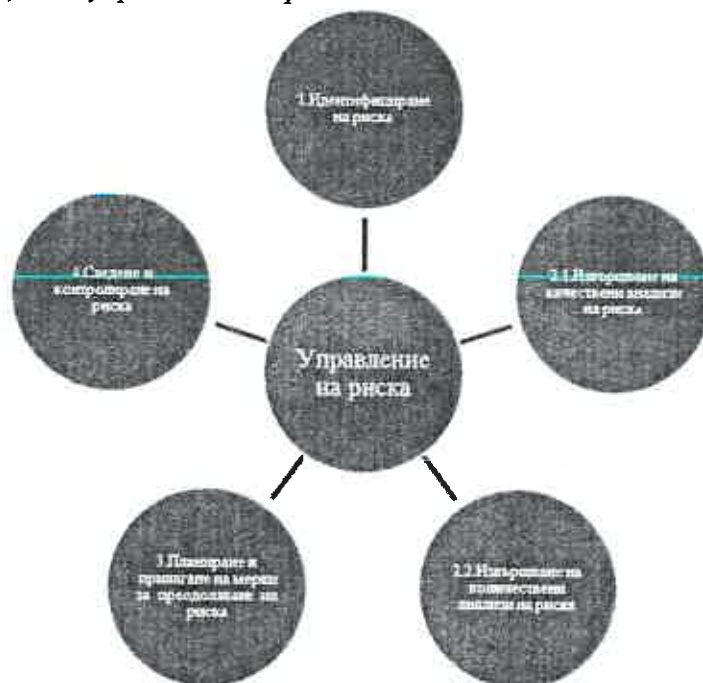 1.Идентифициране
на риска
2.1.Извършване на
качествени анализи
на риска
2.2.Извършване на
количествени
анализи на риска
3.Планиране и
прилагане на мерки
за преодоляване на
риска
4.Следене и
контролиране на
риска
Управление
на риска